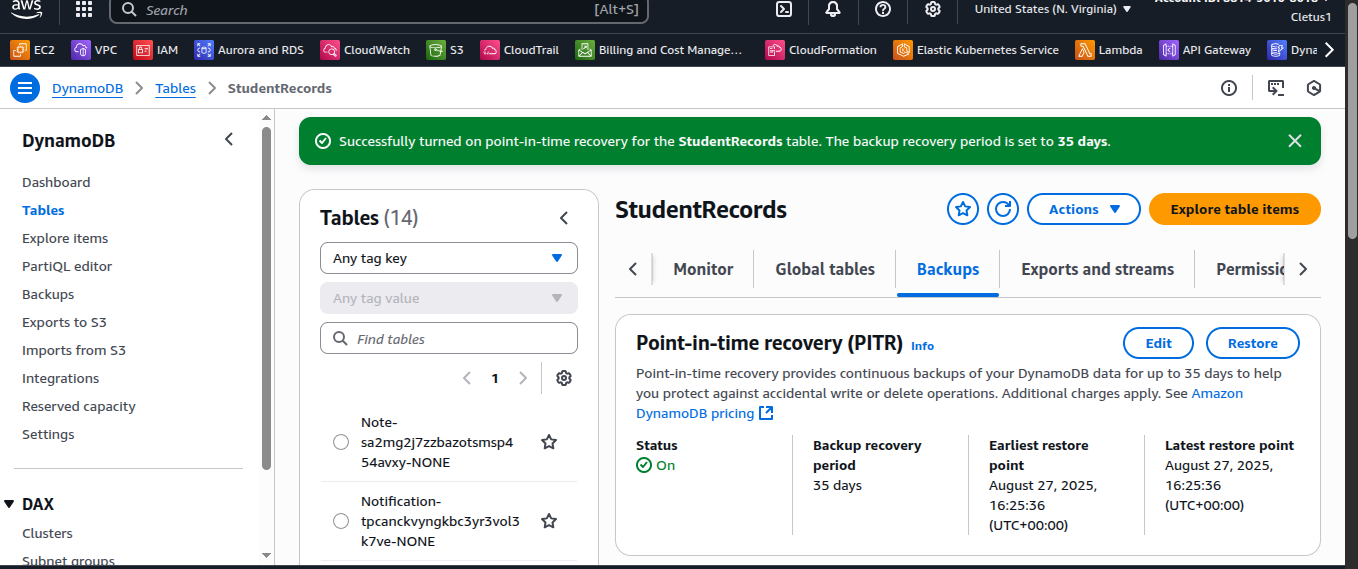 aws
Search
[Alt+S]
United States (N. Virginia)
Cletus1
EC2
VPC
IAM
Aurora and RDS
CloudWatch
S3
CloudTrail
Billing and Cost Manage...
CloudFormation
Elastic Kubernetes Service
Lambda
API Gateway
Dyna
DynamoDB
Tables
StudentRecords
DynamoDB
Dashboard
Tables
Explore items
PartiQL editor
Backups
Exports to S3
Imports from S3
Integrations
Reserved capacity
Settings
DAX
Clusters
Subnet groups
Successfully turned on point-in-time recovery for the StudentRecords table. The backup recovery period is set to 35 days.
Tables (14)
Any tag key
Any tag value
Find tables
1
Note-
sa2mg2j7zzbazotsmsp4
54avxy-NONE
Notification-
tpcanckvyngkbc3yr3vol3
k7ve-NONE
StudentRecords
Actions
Explore table items
Monitor
Global tables
Backups
Exports and streams
Permissic
Point-in-time recovery (PITR) Info
Edit
Restore
Point-in-time recovery provides continuous backups of your DynamoDB data for up to 35 days to help
you protect against accidental write or delete operations. Additional charges apply. See Amazon
DynamoDB pricing
Status
On
Backup recovery
period
35 days
Earliest restore
point
August 27, 2025,
16:25:36
(UTC+00:00)
Latest restore point
August 27, 2025,
16:25:36
(UTC+00:00)